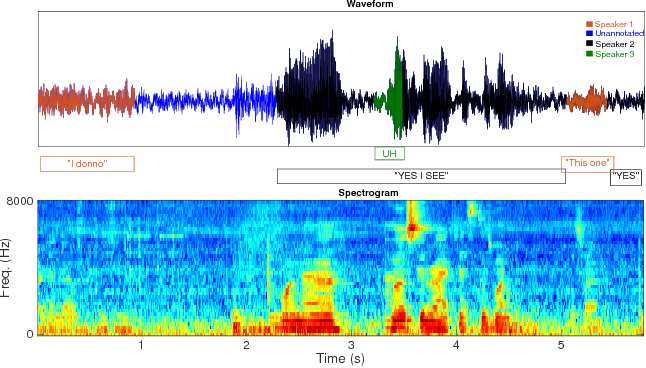 Waveform
Speaker 1
Unannotated
Speaker 2
Speaker 3
UH
"I donno"
"This one"
"YES I SEE"
"YES"
Spectrogram
8000
Freq. (Hz)
0
1 2 3 4 5
Time (s)